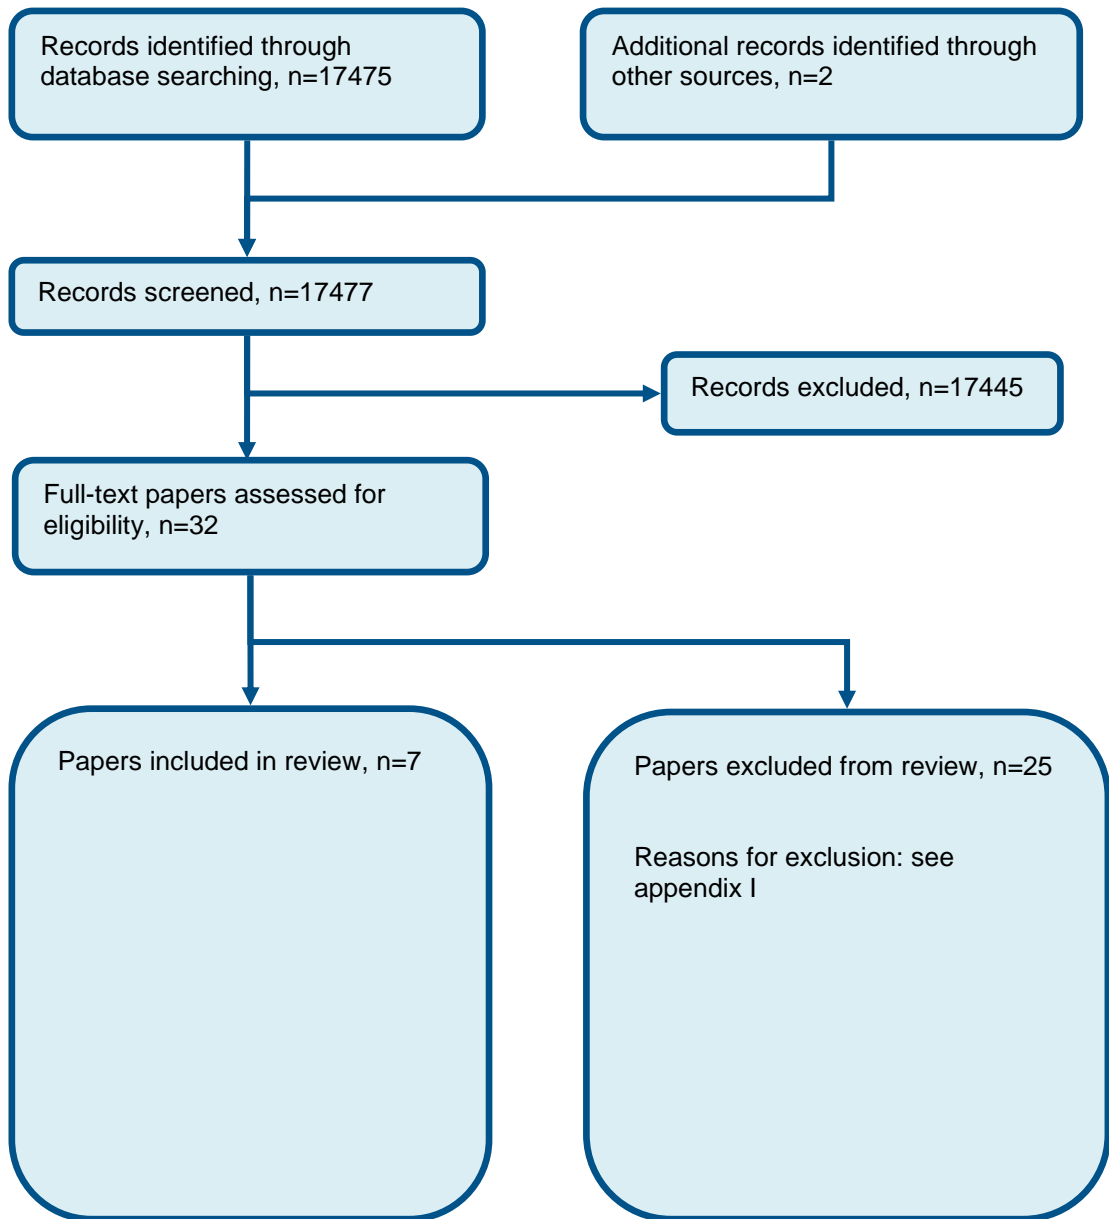 Records identified through
database searching, n=17475
Additional records identified through
other sources, n=2
Records screened, n=17477
Records excluded, n=17445
Full-text papers assessed for
eligibility, n=32
Papers included in review, n=7
Papers excluded from review, n=25
Reasons for exclusion: see
appendix I